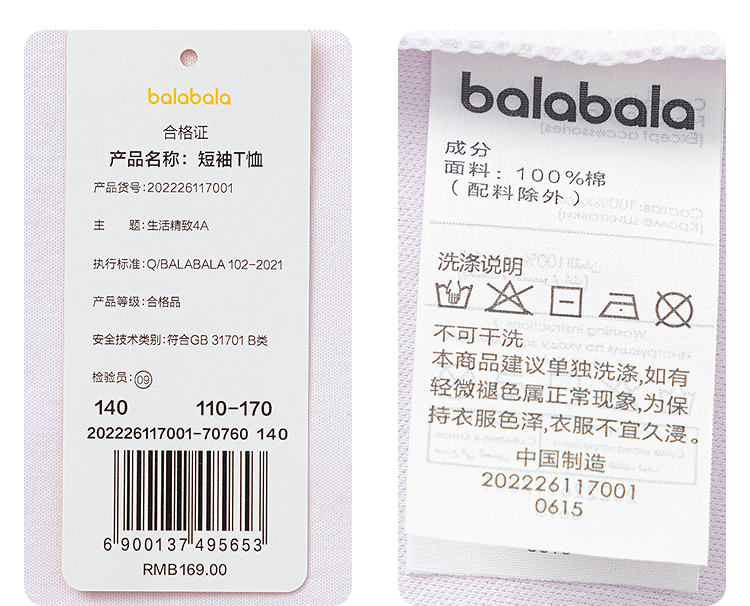 balabala
合格证
产品名称：短袖T恤
产品货号：202226117001
主　　题：生活精致4A
执行标准：Q/BALABALA 102-2021
产品等级：合格品
安全技术类别：符合GB 31701 B类
检验员：09
140 110-170
202226117001-70760 140
6 900137 495653
RMB169.00
balabala
成分
面料：100%棉
（配料除外）
洗涤说明
不可干洗
本商品建议单独洗涤,如有
轻微褪色属正常现象,为保
持衣服色泽,衣服不宜久浸。
中国制造
202226117001
0615